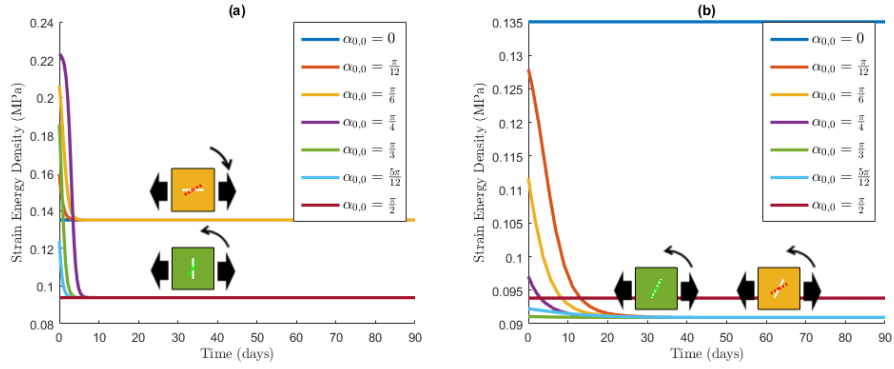 (a)
Strain Energy Density (MPa)
0.24
0.22
0.2
0.18
0.16
0.14
0.12
0.1
0.08
α₀,₀ = 0
α₀,₀ = π/12
α₀,₀ = π/6
α₀,₀ = π/4
α₀,₀ = π/3
α₀,₀ = 5π/12
α₀,₀ = π/2
0 10 20 30 40 50 60 70 80 90
Time (days)
(b)
Strain Energy Density (MPa)
0.135
0.13
0.125
0.12
0.115
0.11
0.105
0.1
0.095
0.09
α₀,₀ = 0
α₀,₀ = π/12
α₀,₀ = π/6
α₀,₀ = π/4
α₀,₀ = π/3
α₀,₀ = 5π/12
α₀,₀ = π/2
0 10 20 30 40 50 60 70 80 90
Time (days)